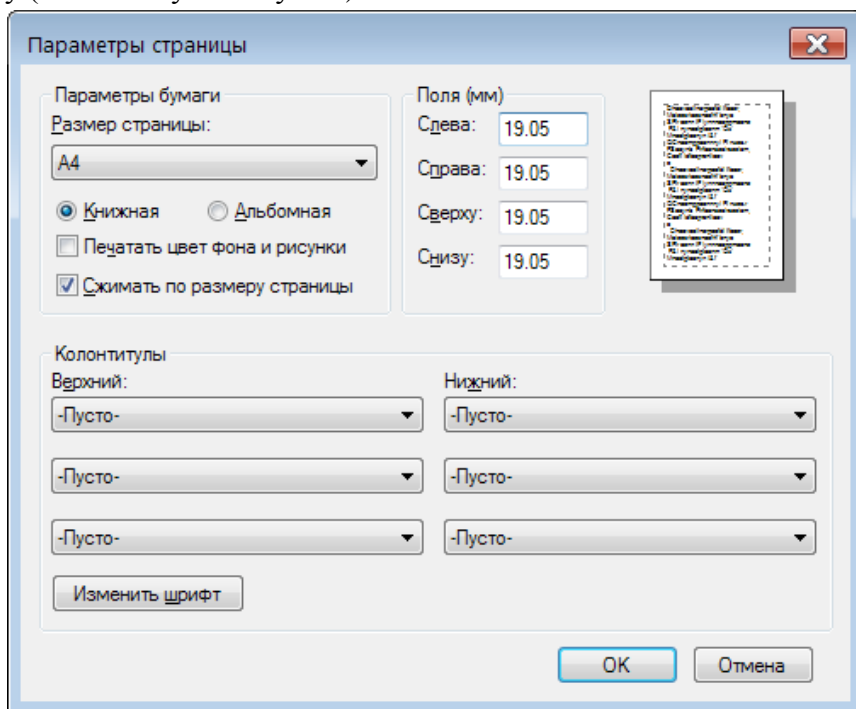 Параметры страницы
Параметры бумаги
Размер страницы:
A4
Книжная Альбомная
Печатать цвет фона и рисунки
Сжимать по размеру страницы
Поля (мм)
Слева: 19.05
Справа: 19.05
Сверху: 19.05
Снизу: 19.05
Колонтитулы
Верхний: Нижний:
-Пусто- -Пусто-
-Пусто- -Пусто-
-Пусто- -Пусто-
Изменить шрифт
OK Отмена